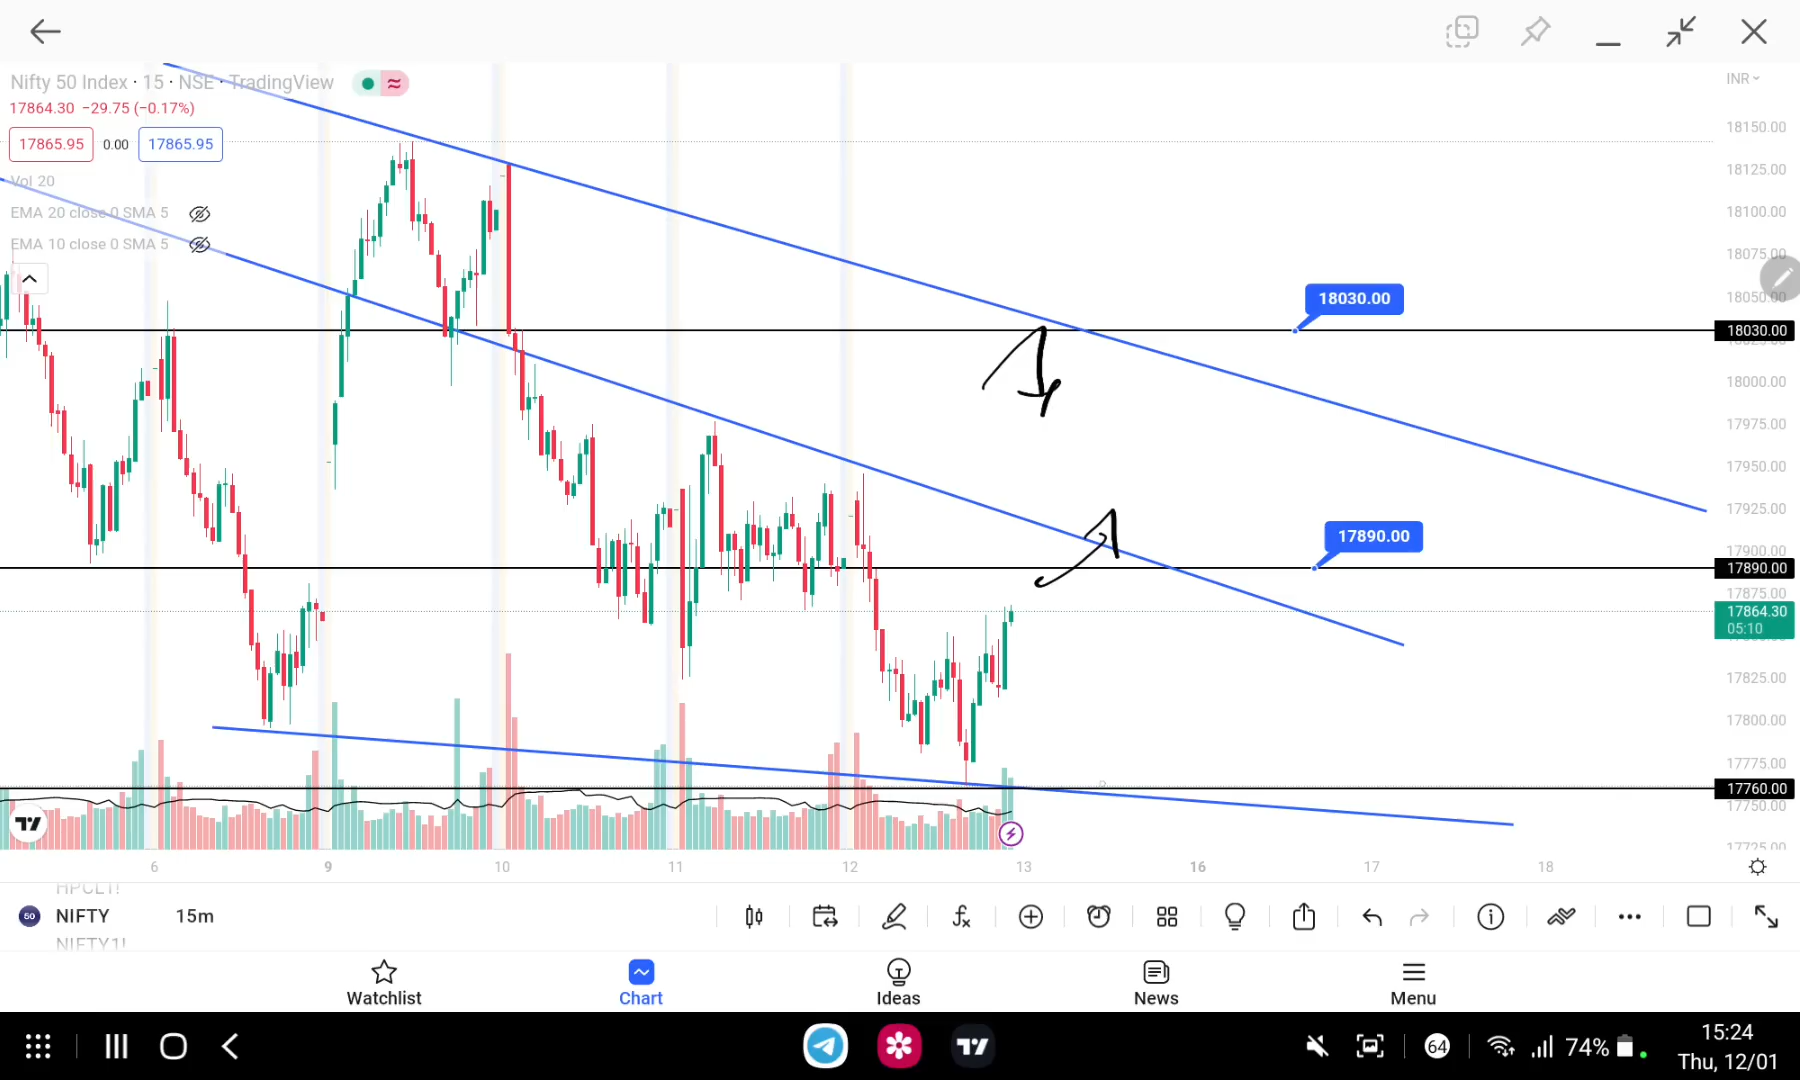 Nifty 50 Index · 15 · NSE · TradingView
17864.30 −29.75 (−0.17%)
17865.95 0.00 17865.95
Vol 20
EMA 20 close 0 SMA 5
EMA 10 close 0 SMA 5
INR
18150.00
18125.00
18100.00
18075.00
18050.00
18030.00
18030.00
18000.00
17975.00
17950.00
17925.00
17890.00
17900.00
17890.00
17875.00
17864.30
05:10
17825.00
17800.00
17775.00
17760.00
17750.00
17725.00
6 9 10 11 12 13 16 17 18
HPCL1!
50 NIFTY 15m
NIFTY1!
Watchlist Chart Ideas News Menu
64 74% 15:24
Thu, 12/01